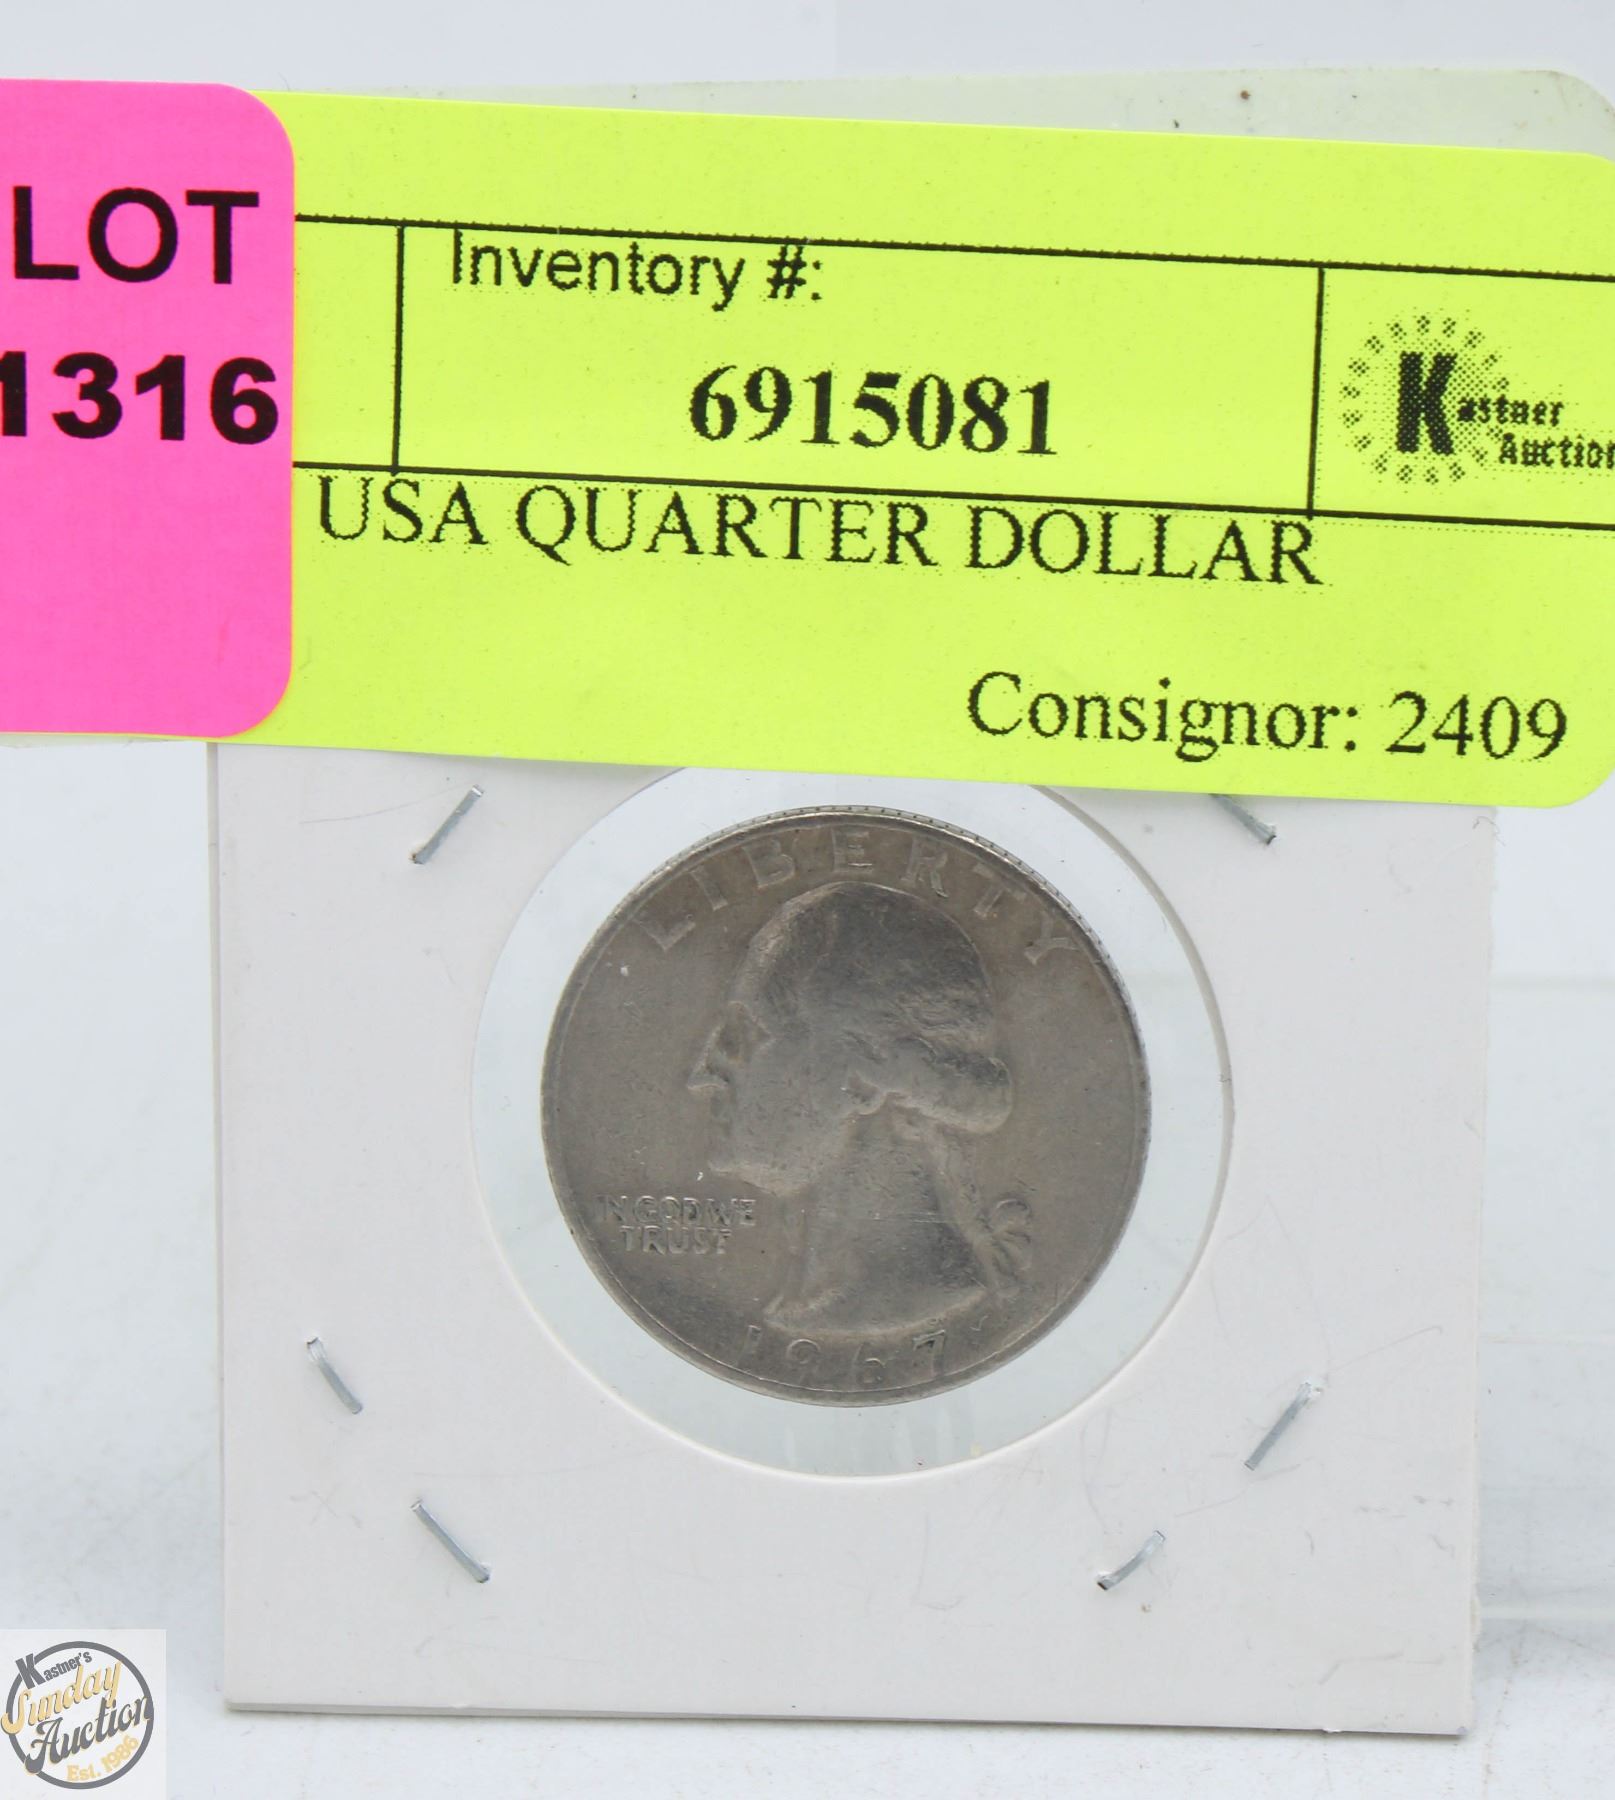 LOT
1316
Inventory #:
6915081
Kastner
Auction
USA QUARTER DOLLAR
Consignor: 2409
LIBERTY
IN GOD WE
TRUST
1967
Kastner's
Sunday
Auction
Est. 1986